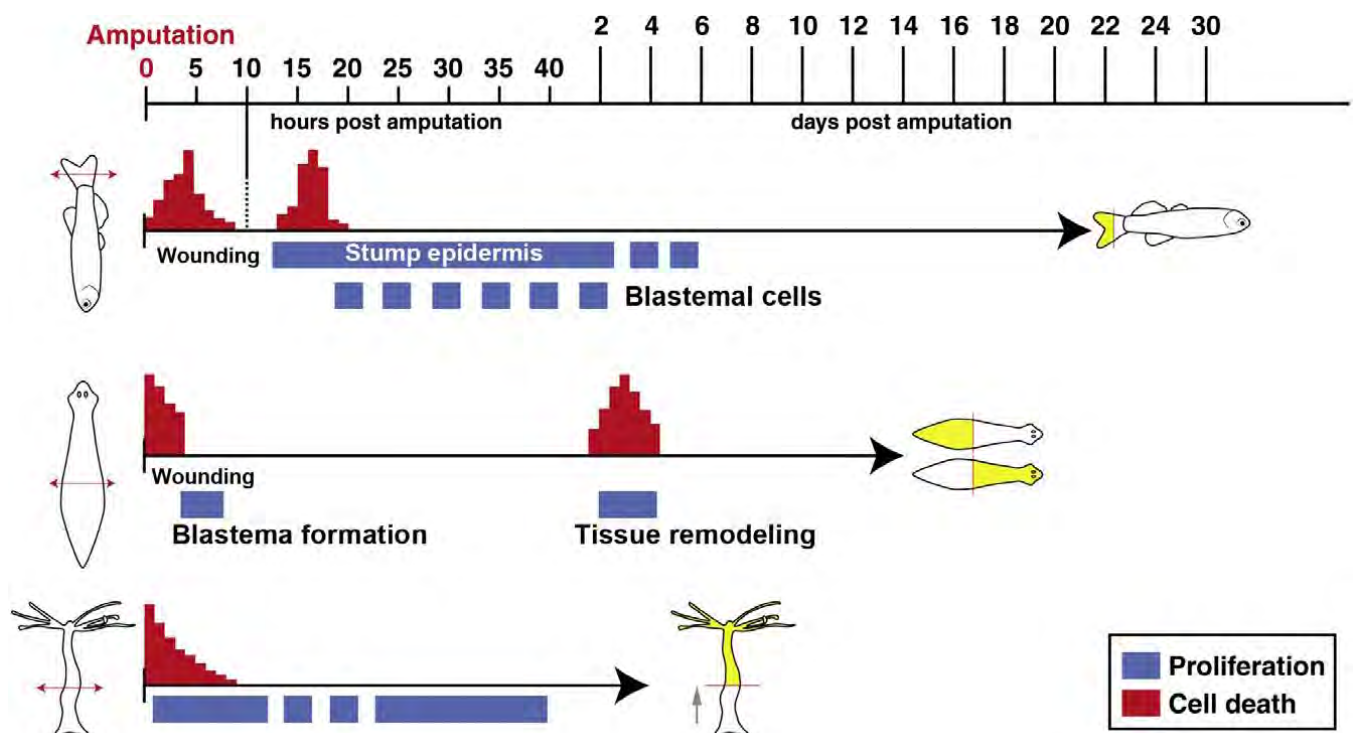 Amputation
0 5 10 15 20 25 30 35 40
2 4 6 8 10 12 14 16 18 20 22 24 30
hours post amputation
days post amputation
Wounding
Stump epidermis
Blastemal cells
Wounding
Blastema formation
Tissue remodeling
Proliferation
Cell death